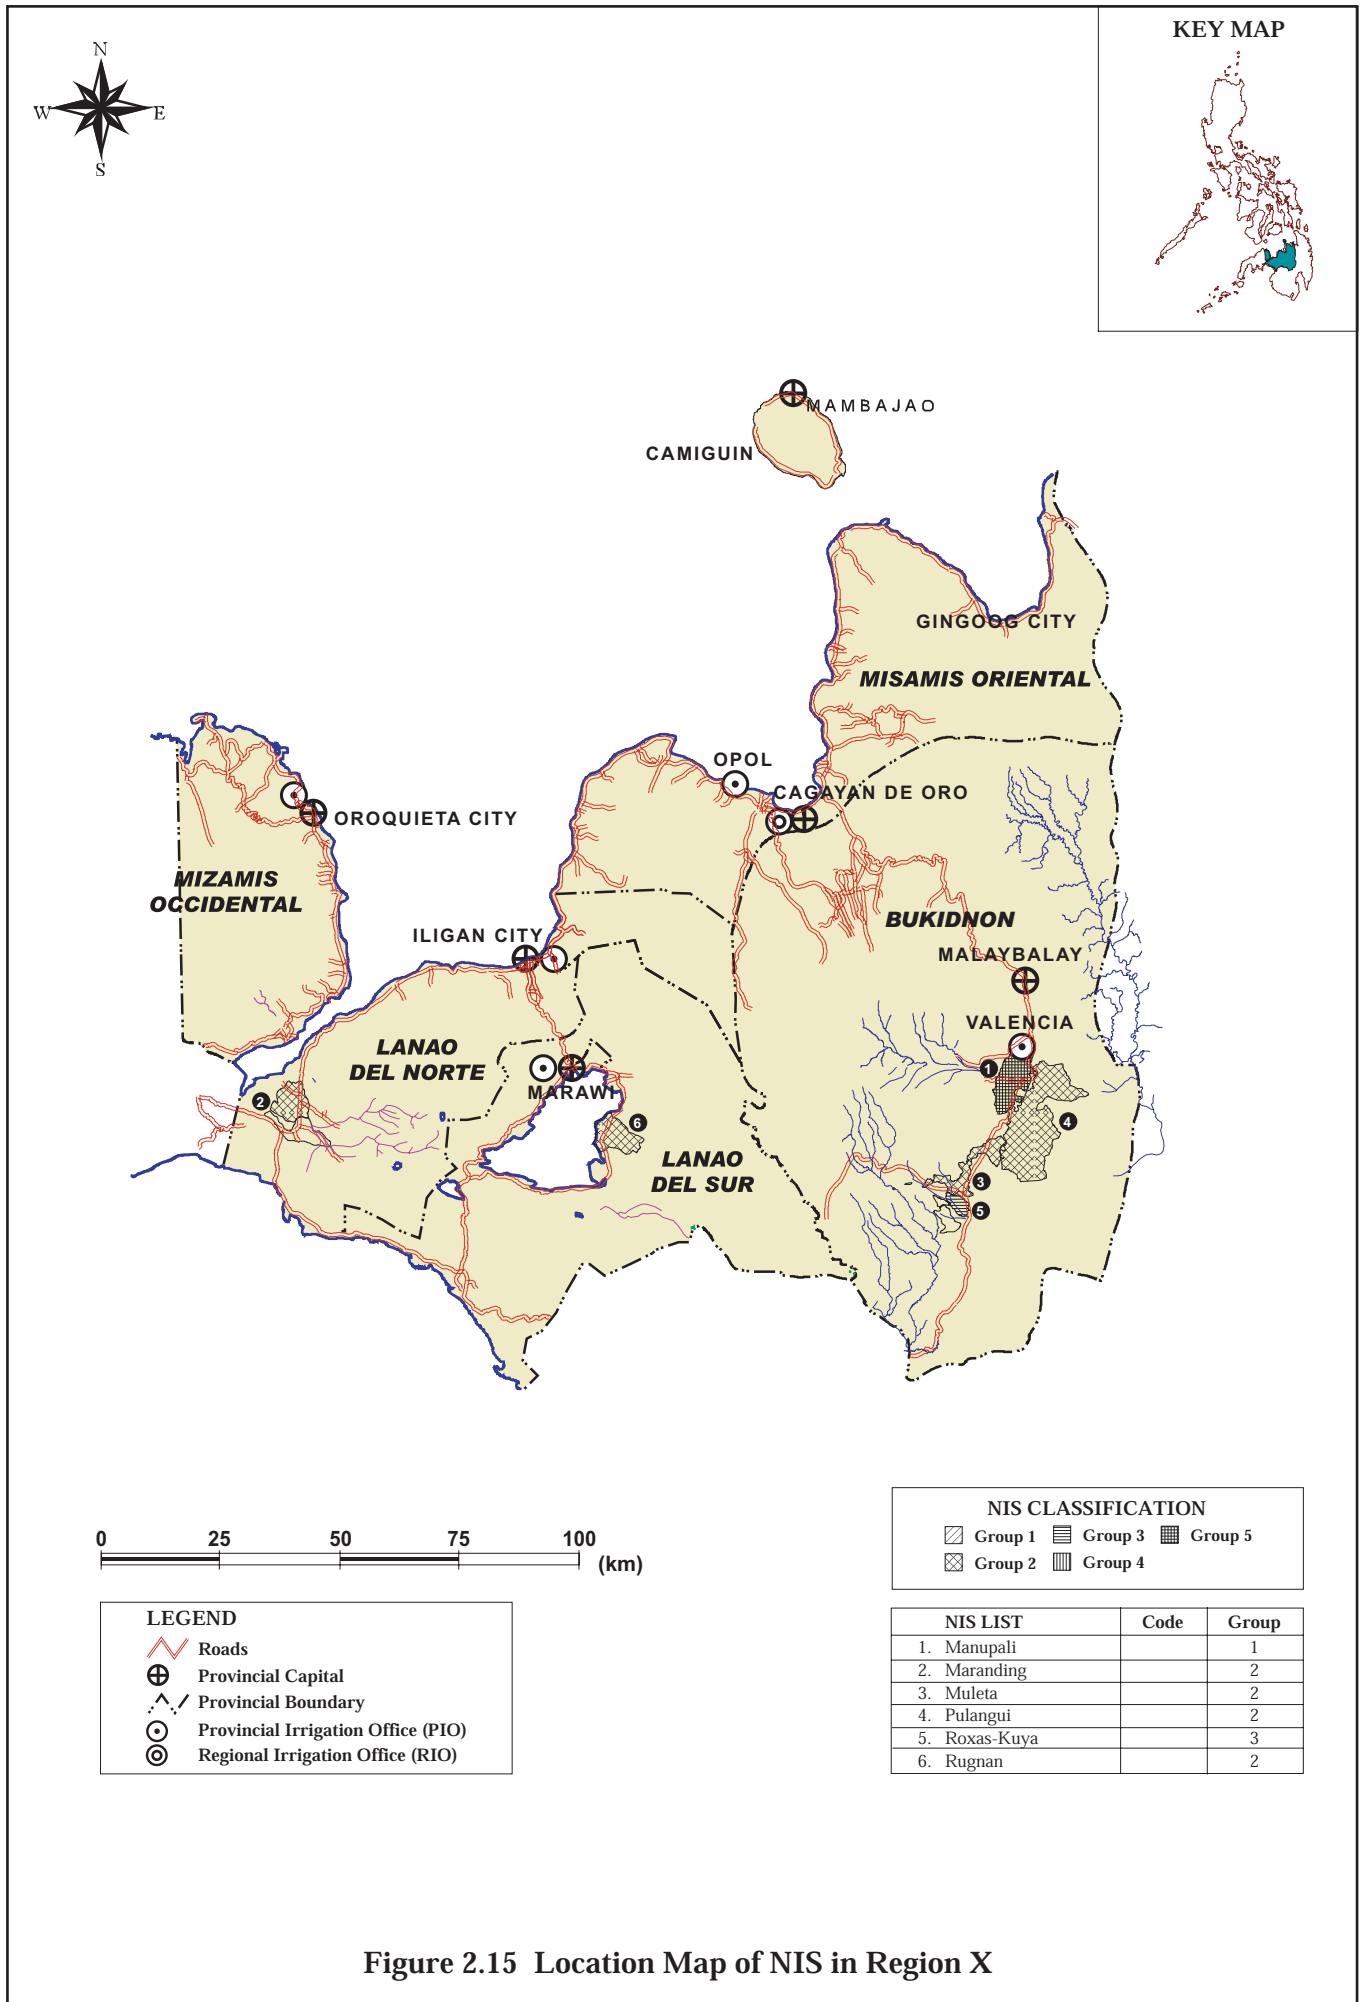 KEY MAP
N
W E
S
MAMBAJAO
CAMIGUIN
GINGOOG CITY
MISAMIS ORIENTAL
OPOL
CAGAYAN DE ORO
OROQUIETA CITY
MIZAMIS
OCCIDENTAL
BUKIDNON
ILIGAN CITY
MALAYBALAY
VALENCIA
LANAO
DEL NORTE
1
MARAWI
2
6
4
LANAO
DEL SUR
3
5
0 25 50 75 100
(km)
NIS CLASSIFICATION
Group 1 Group 3 Group 5
Group 2 Group 4
LEGEND
Roads
Provincial Capital
Provincial Boundary
Provincial Irrigation Office (PIO)
Regional Irrigation Office (RIO)
NIS LIST Code Group
1. Manupali 1
2. Maranding 2
3. Muleta 2
4. Pulangui 2
5. Roxas-Kuya 3
6. Rugnan 2
Figure 2.15 Location Map of NIS in Region X